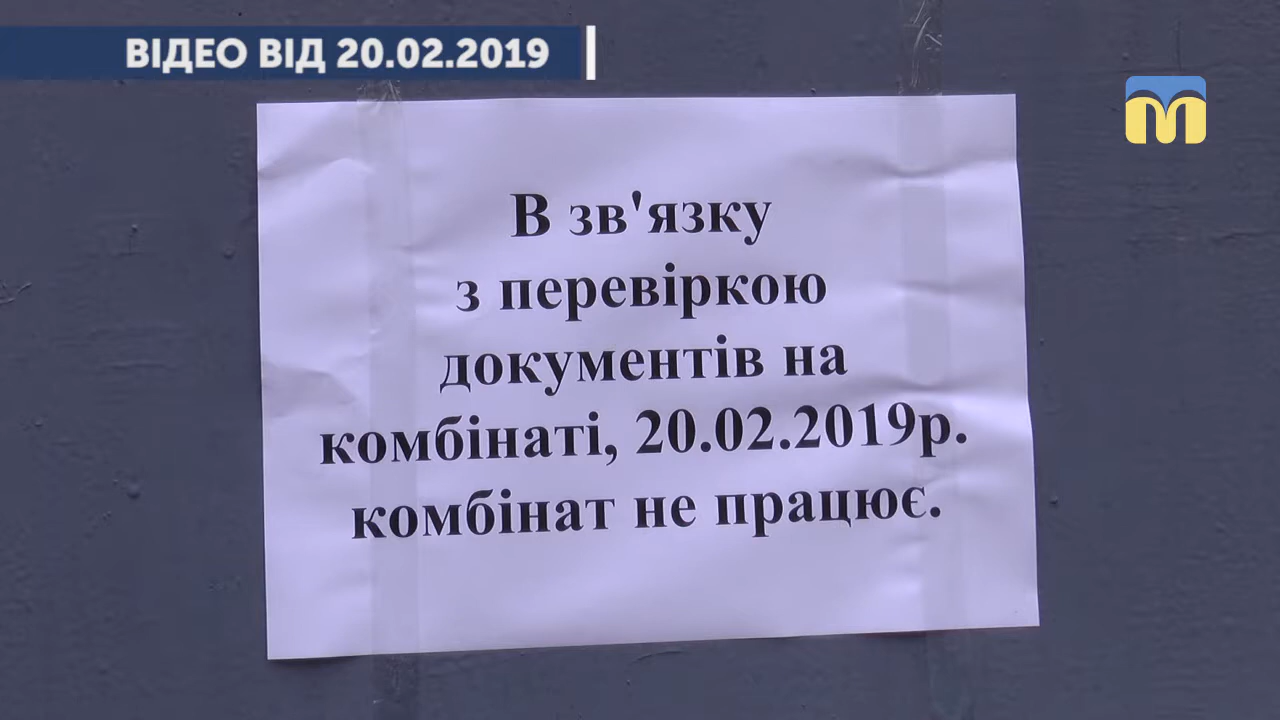 ВІДЕО ВІД 20.02.2019
В зв'язку
з перевіркою
документів на
комбінаті, 20.02.2019р.
комбінат не працює.